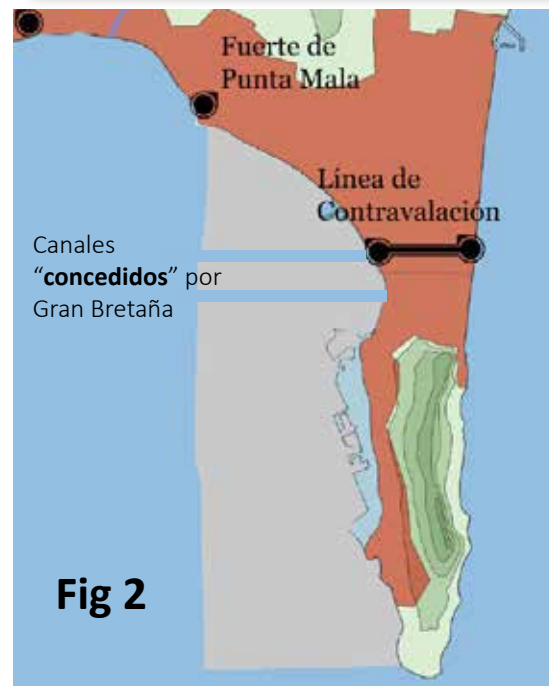 Fuerte de
Punta Mala
Línea de
Contravalación
Canales
“concedidos” por
Gran Bretaña
Fig 2